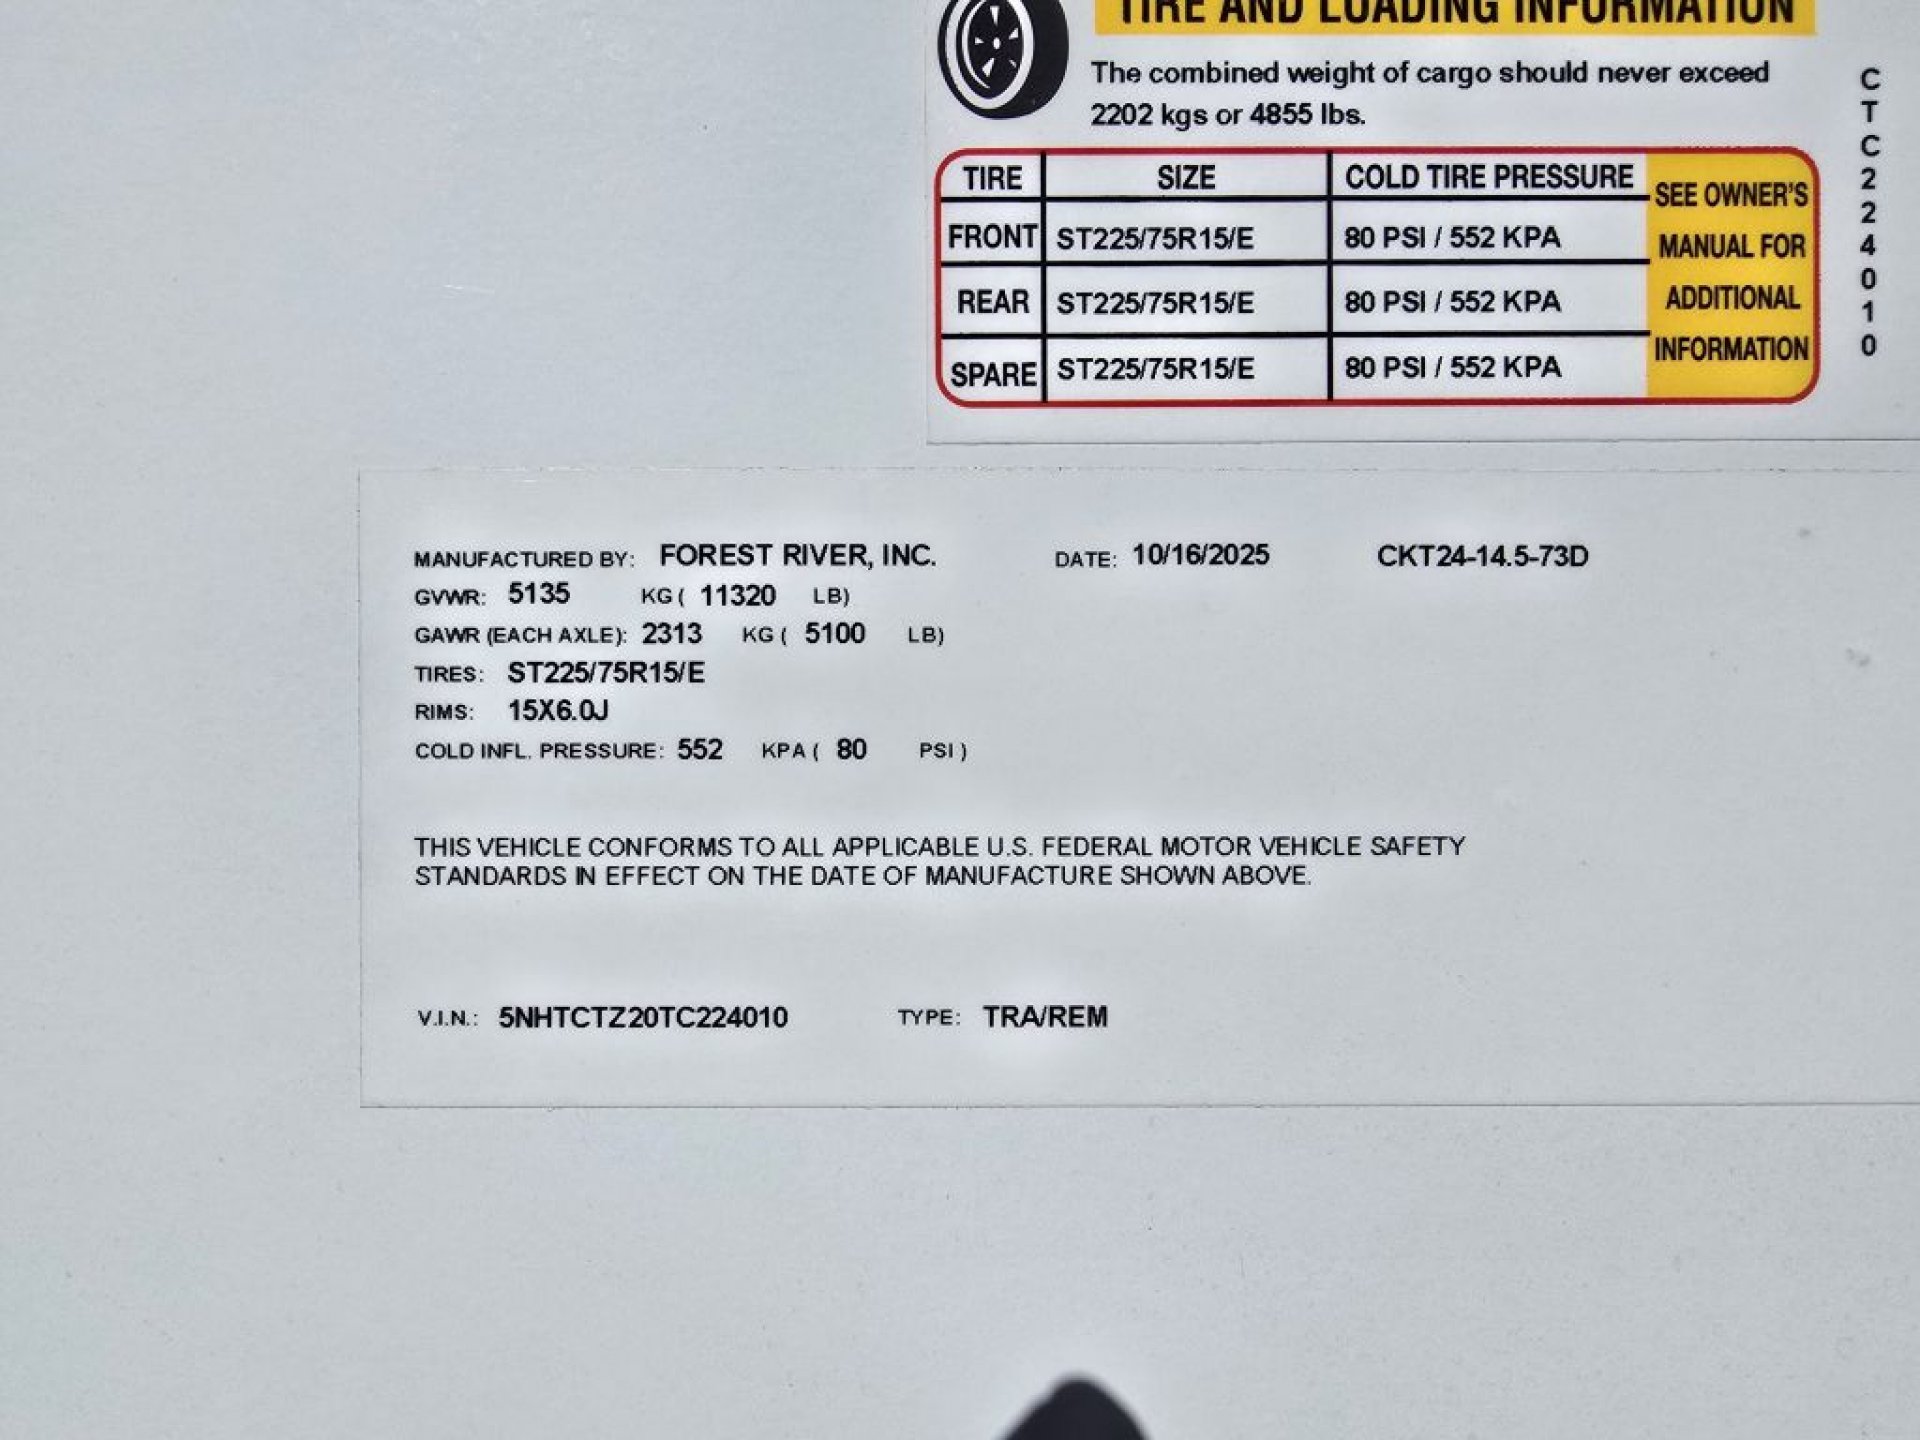 TIRE AND LOADING INFORMATION
The combined weight of cargo should never exceed
2202 kgs or 4855 lbs.
TIRE SIZE COLD TIRE PRESSURE
FRONT ST225/75R15/E 80 PSI / 552 KPA
REAR ST225/75R15/E 80 PSI / 552 KPA
SPARE ST225/75R15/E 80 PSI / 552 KPA
SEE OWNER'S
MANUAL FOR
ADDITIONAL
INFORMATION
CTC224010
MANUFACTURED BY: FOREST RIVER, INC. DATE: 10/16/2025 CKT24-14.5-73D
GVWR: 5135 KG ( 11320 LB)
GAWR (EACH AXLE): 2313 KG ( 5100 LB)
TIRES: ST225/75R15/E
RIMS: 15X6.0J
COLD INFL. PRESSURE: 552 KPA ( 80 PSI )
THIS VEHICLE CONFORMS TO ALL APPLICABLE U.S. FEDERAL MOTOR VEHICLE SAFETY
STANDARDS IN EFFECT ON THE DATE OF MANUFACTURE SHOWN ABOVE.
V.I.N.: 5NHTCTZ20TC224010 TYPE: TRA/REM